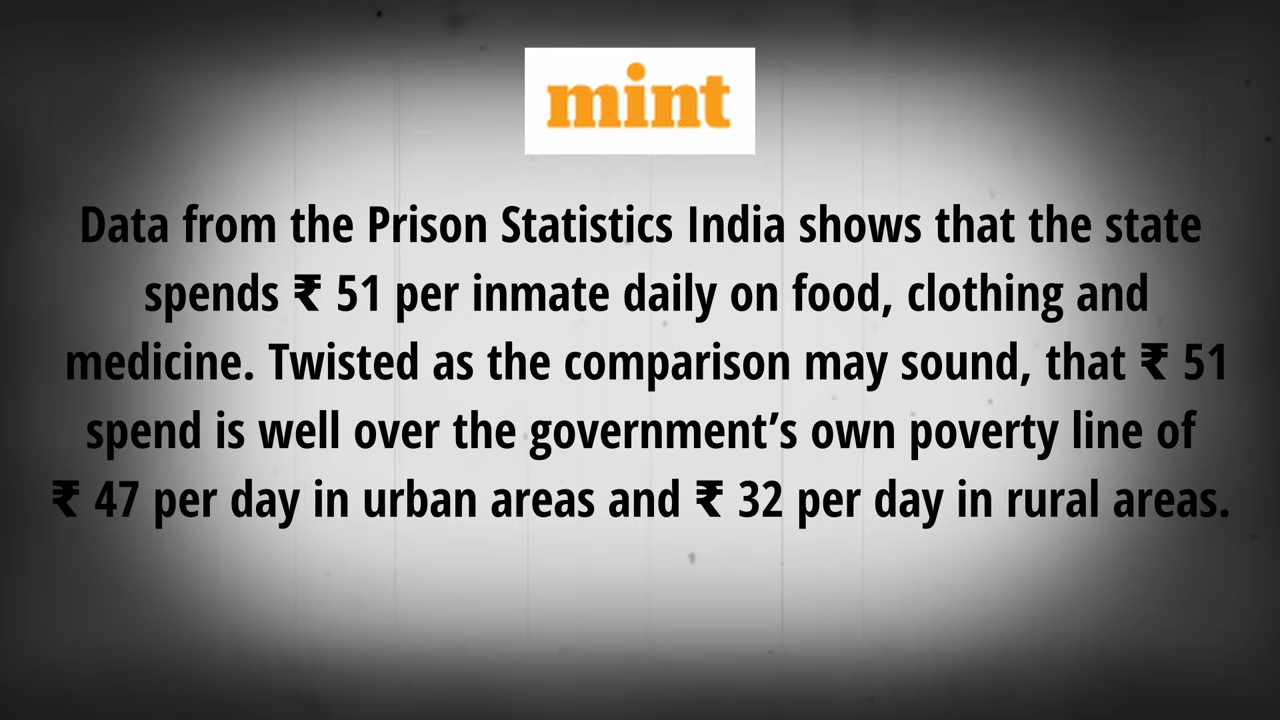 mint
Data from the Prison Statistics India shows that the state
spends ₹ 51 per inmate daily on food, clothing and
medicine. Twisted as the comparison may sound, that ₹ 51
spend is well over the government’s own poverty line of
₹ 47 per day in urban areas and ₹ 32 per day in rural areas.